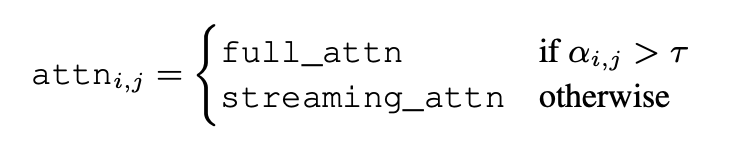 attn_{i,j} = { full_attn if α_{i,j} > τ
streaming_attn otherwise